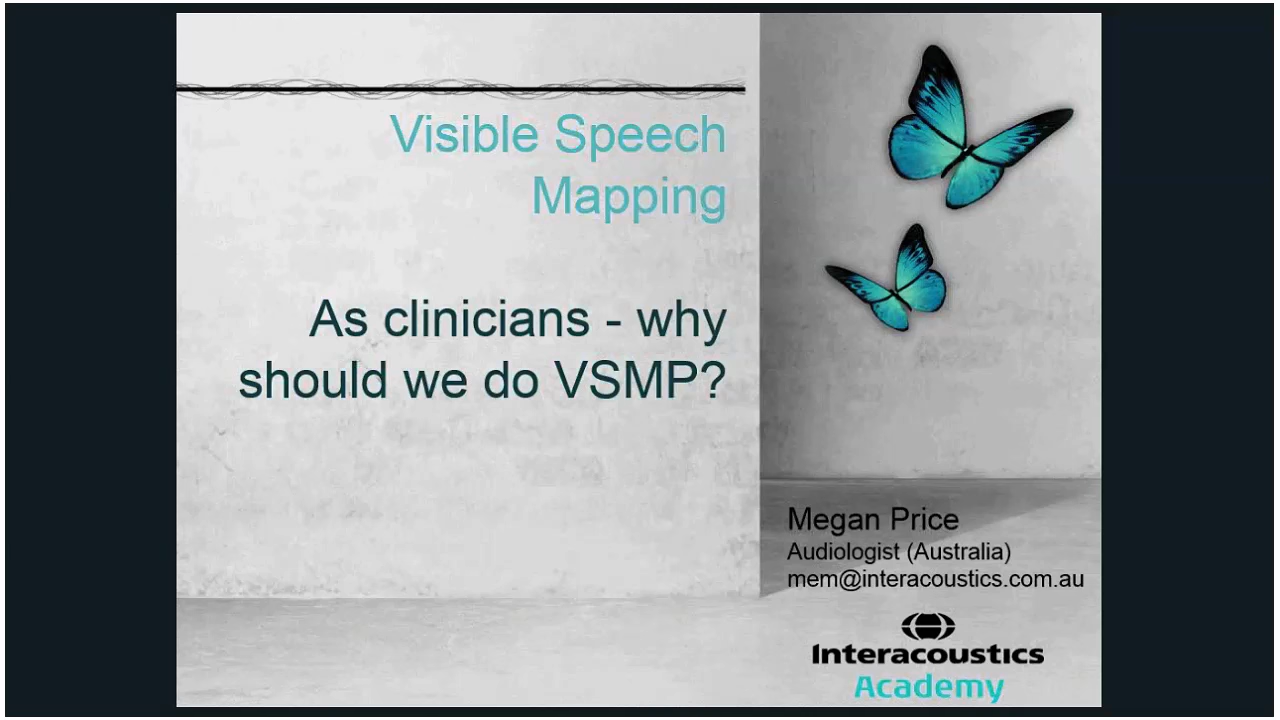 Visible Speech
Mapping
As clinicians - why
should we do VSMP?
Megan Price
Audiologist (Australia)
mem@interacoustics.com.au
Interacoustics
Academy